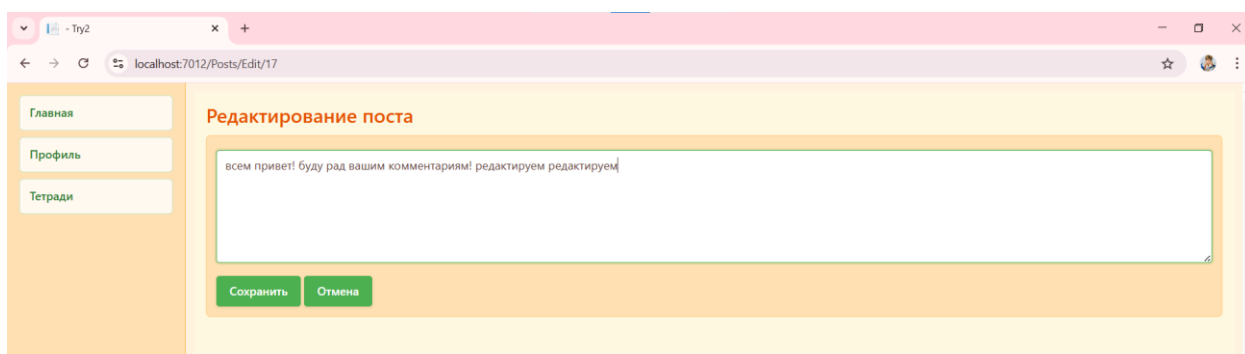 - Try2
localhost:7012/Posts/Edit/17
Главная
Профиль
Тетради
Редактирование поста
всем привет! буду рад вашим комментариям! редактируем редактируем
Сохранить
Отмена